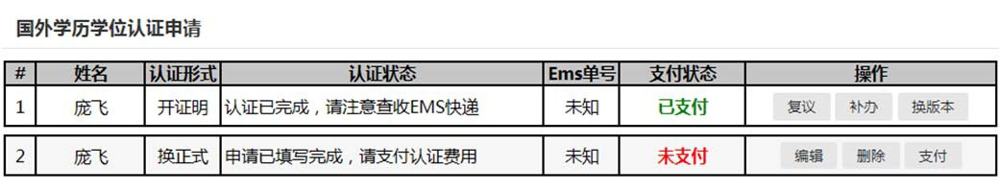 国外学历学位认证申请
# 姓名 认证形式 认证状态 Ems单号 支付状态 操作
1 庞飞 开证明 认证已完成，请注意查收EMS快递 未知 已支付 复议 补办 换版本
2 庞飞 换正式 申请已填写完成，请支付认证费用 未知 未支付 编辑 删除 支付